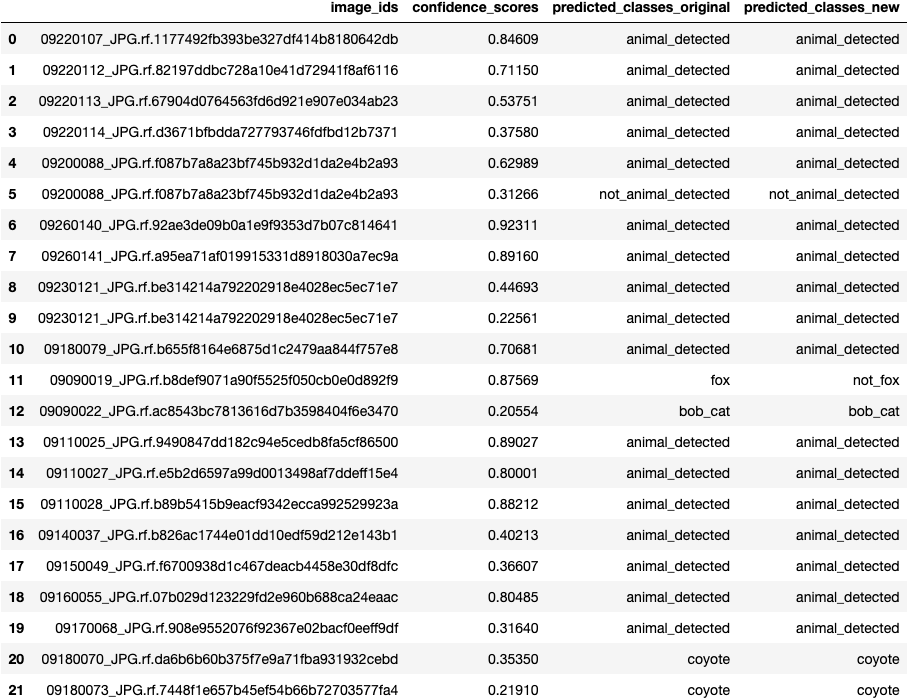 image_ids confidence_scores predicted_classes_original predicted_classes_new
0 09220107_JPG.rf.1177492fb393be327df414b8180642db 0.84609 animal_detected animal_detected
1 09220112_JPG.rf.82197ddbc728a10e41d72941f8af6116 0.71150 animal_detected animal_detected
2 09220113_JPG.rf.67904d0764563fd6d921e907e034ab23 0.53751 animal_detected animal_detected
3 09220114_JPG.rf.d3671bfbdda727793746fdfbd12b7371 0.37580 animal_detected animal_detected
4 09200088_JPG.rf.f087b7a8a23bf745b932d1da2e4b2a93 0.62989 animal_detected animal_detected
5 09200088_JPG.rf.f087b7a8a23bf745b932d1da2e4b2a93 0.31266 not_animal_detected not_animal_detected
6 09260140_JPG.rf.92ae3de09b0a1e9f9353d7b07c814641 0.92311 animal_detected animal_detected
7 09260141_JPG.rf.a95ea71af019915331d8918030a7ec9a 0.89160 animal_detected animal_detected
8 09230121_JPG.rf.be314214a792202918e4028ec5ec71e7 0.44693 animal_detected animal_detected
9 09230121_JPG.rf.be314214a792202918e4028ec5ec71e7 0.22561 animal_detected animal_detected
10 09180079_JPG.rf.b655f8164e6875d1c2479aa844f757e8 0.70681 animal_detected animal_detected
11 09090019_JPG.rf.b8def9071a90f5525f050cb0e0d892f9 0.87569 fox not_fox
12 09090022_JPG.rf.ac8543bc7813616d7b3598404f6e3470 0.20554 bob_cat bob_cat
13 09110025_JPG.rf.9490847dd182c94e5cedb8fa5cf86500 0.89027 animal_detected animal_detected
14 09110027_JPG.rf.e5b2d6597a99d0013498af7ddeff15e4 0.80001 animal_detected animal_detected
15 09110028_JPG.rf.b89b5415b9eacf9342ecca992529923a 0.88212 animal_detected animal_detected
16 09140037_JPG.rf.b826ac1744e01dd10edf59d212e143b1 0.40213 animal_detected animal_detected
17 09150049_JPG.rf.f6700938d1c467deacb4458e30df8dfc 0.36607 animal_detected animal_detected
18 09160055_JPG.rf.07b029d123229fd2e960b688ca24eaac 0.80485 animal_detected animal_detected
19 09170068_JPG.rf.908e9552076f92367e02bacf0eeff9df 0.31640 animal_detected animal_detected
20 09180070_JPG.rf.da6b6b60b375f7e9a71fba931932cebd 0.35350 coyote coyote
21 09180073_JPG.rf.7448f1e657b45ef54b66b72703577fa4 0.21910 coyote coyote